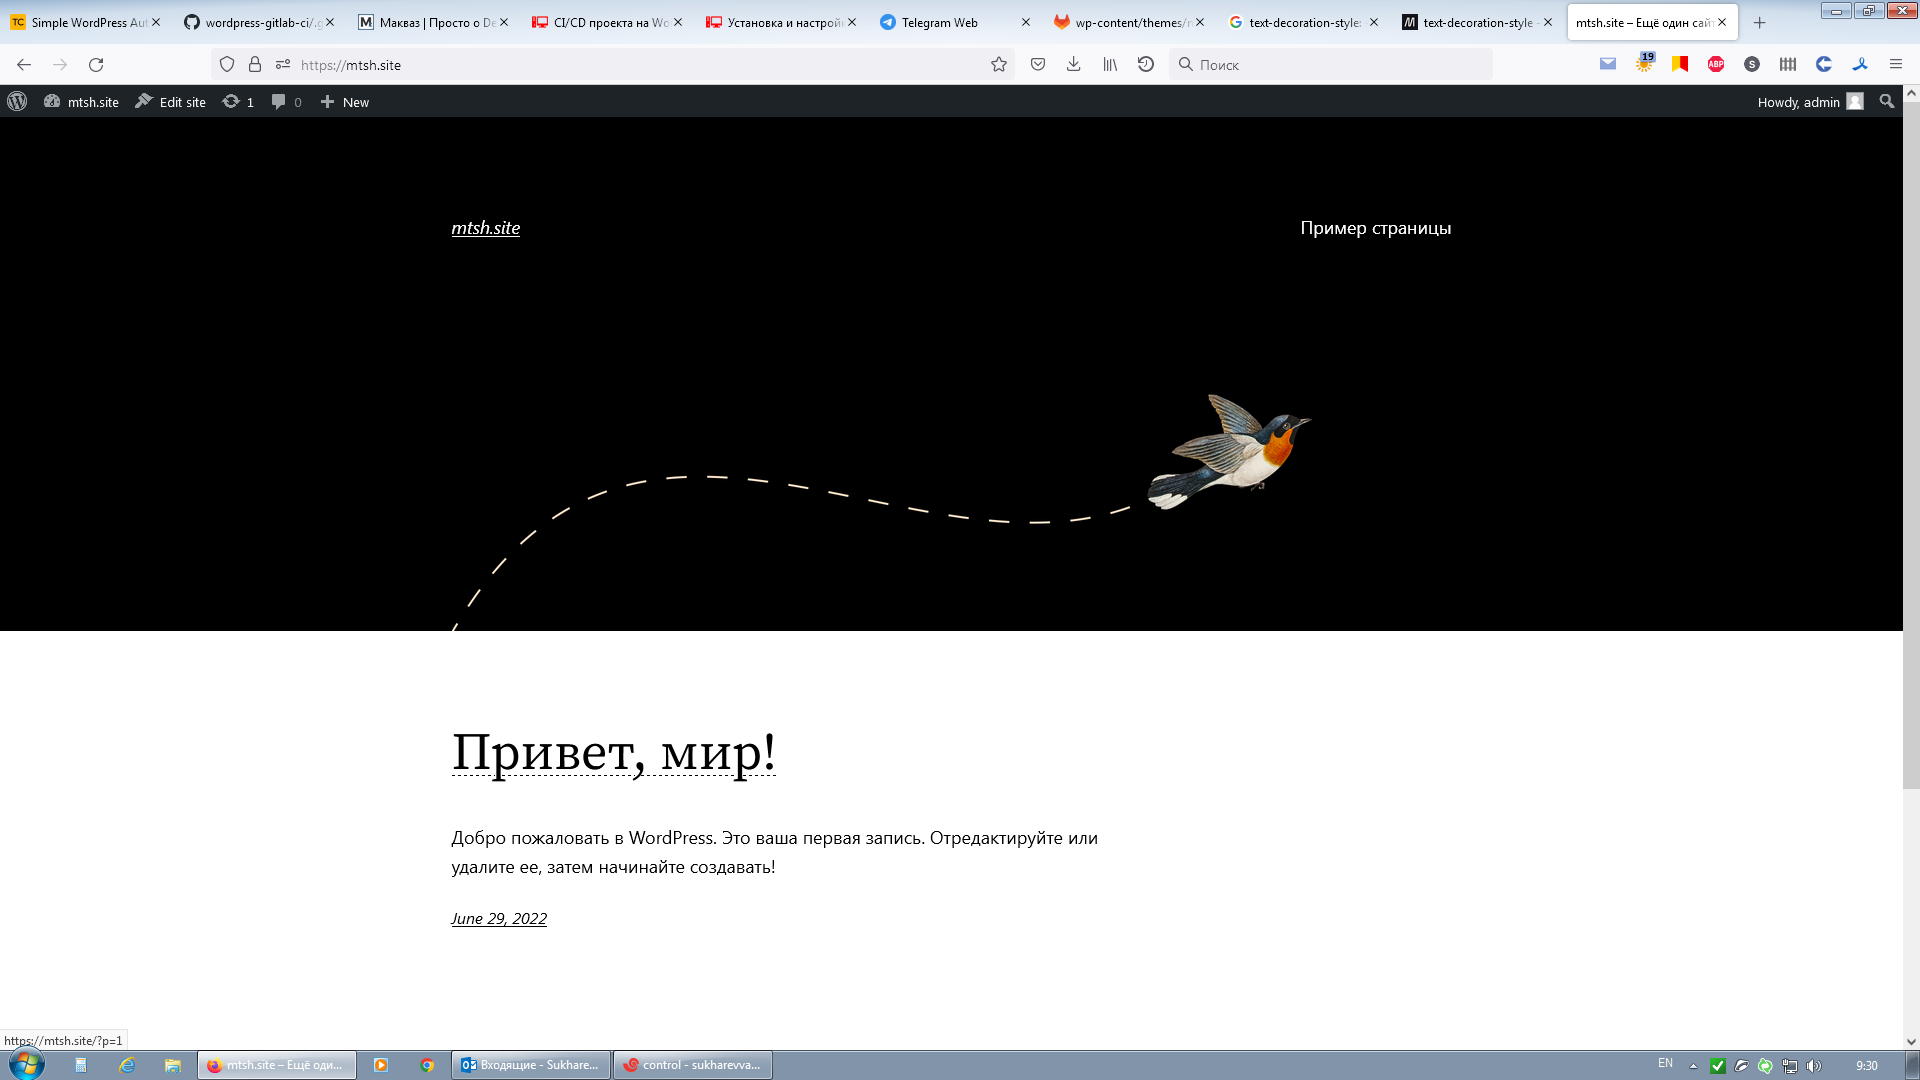 Simple WordPress Aut
wordpress-gitlab-ci/.g
Макваз | Просто о De
CI/CD проекта на Wo
Установка и настройк
Telegram Web
wp-content/themes/
text-decoration-style:
text-decoration-style -
mtsh.site – Ещё один сайт
https://mtsh.site
Поиск
19
ABP
S
mtsh.site
Edit site
1
0
New
Howdy, admin
mtsh.site
Пример страницы
Привет, мир!
Добро пожаловать в WordPress. Это ваша первая запись. Отредактируйте или
удалите ее, затем начинайте создавать!
June 29, 2022
https://mtsh.site/?p=1
mtsh.site – Ещё оди...
Входящие - Sukhare...
control - sukharevva...
EN
9:30